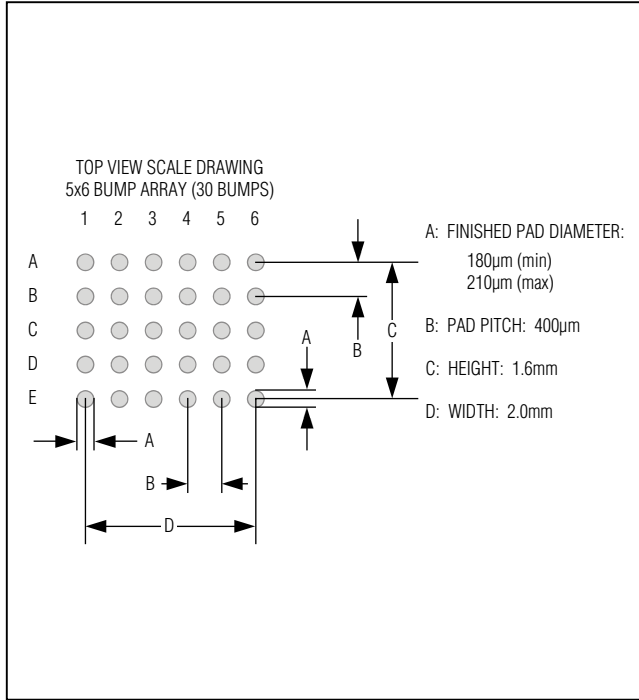 TOP VIEW SCALE DRAWING
5x6 BUMP ARRAY (30 BUMPS)
1 2 3 4 5 6
A
B
C
D
E
A
B
C
A
B
D
A: FINISHED PAD DIAMETER:
180µm (min)
210µm (max)
B: PAD PITCH: 400µm
C: HEIGHT: 1.6mm
D: WIDTH: 2.0mm